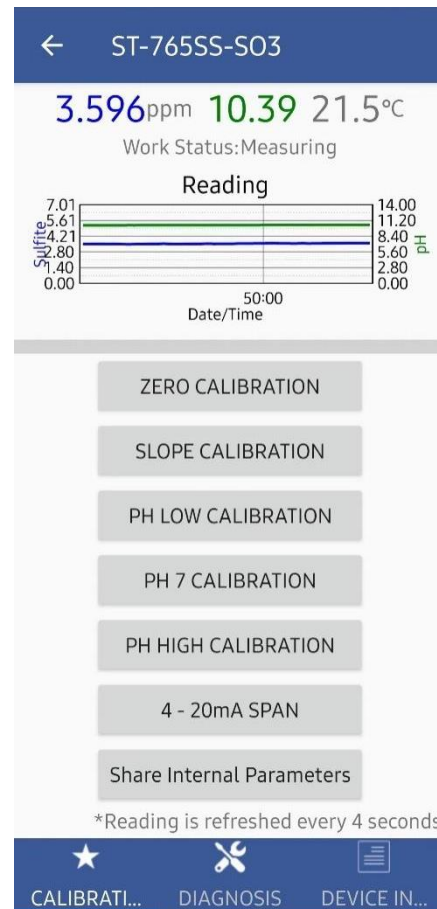 ← ST-765SS-SO3
3.596ppm 10.39 21.5°C
Work Status:Measuring
Reading
7.01 14.00
5.61 11.20
4.21 8.40
2.80 5.60
1.40 2.80
0.00 0.00
Sulfite
pH
50:00
Date/Time
ZERO CALIBRATION
SLOPE CALIBRATION
PH LOW CALIBRATION
PH 7 CALIBRATION
PH HIGH CALIBRATION
4 - 20mA SPAN
Share Internal Parameters
*Reading is refreshed every 4 seconds
CALIBRATI... DIAGNOSIS DEVICE IN...